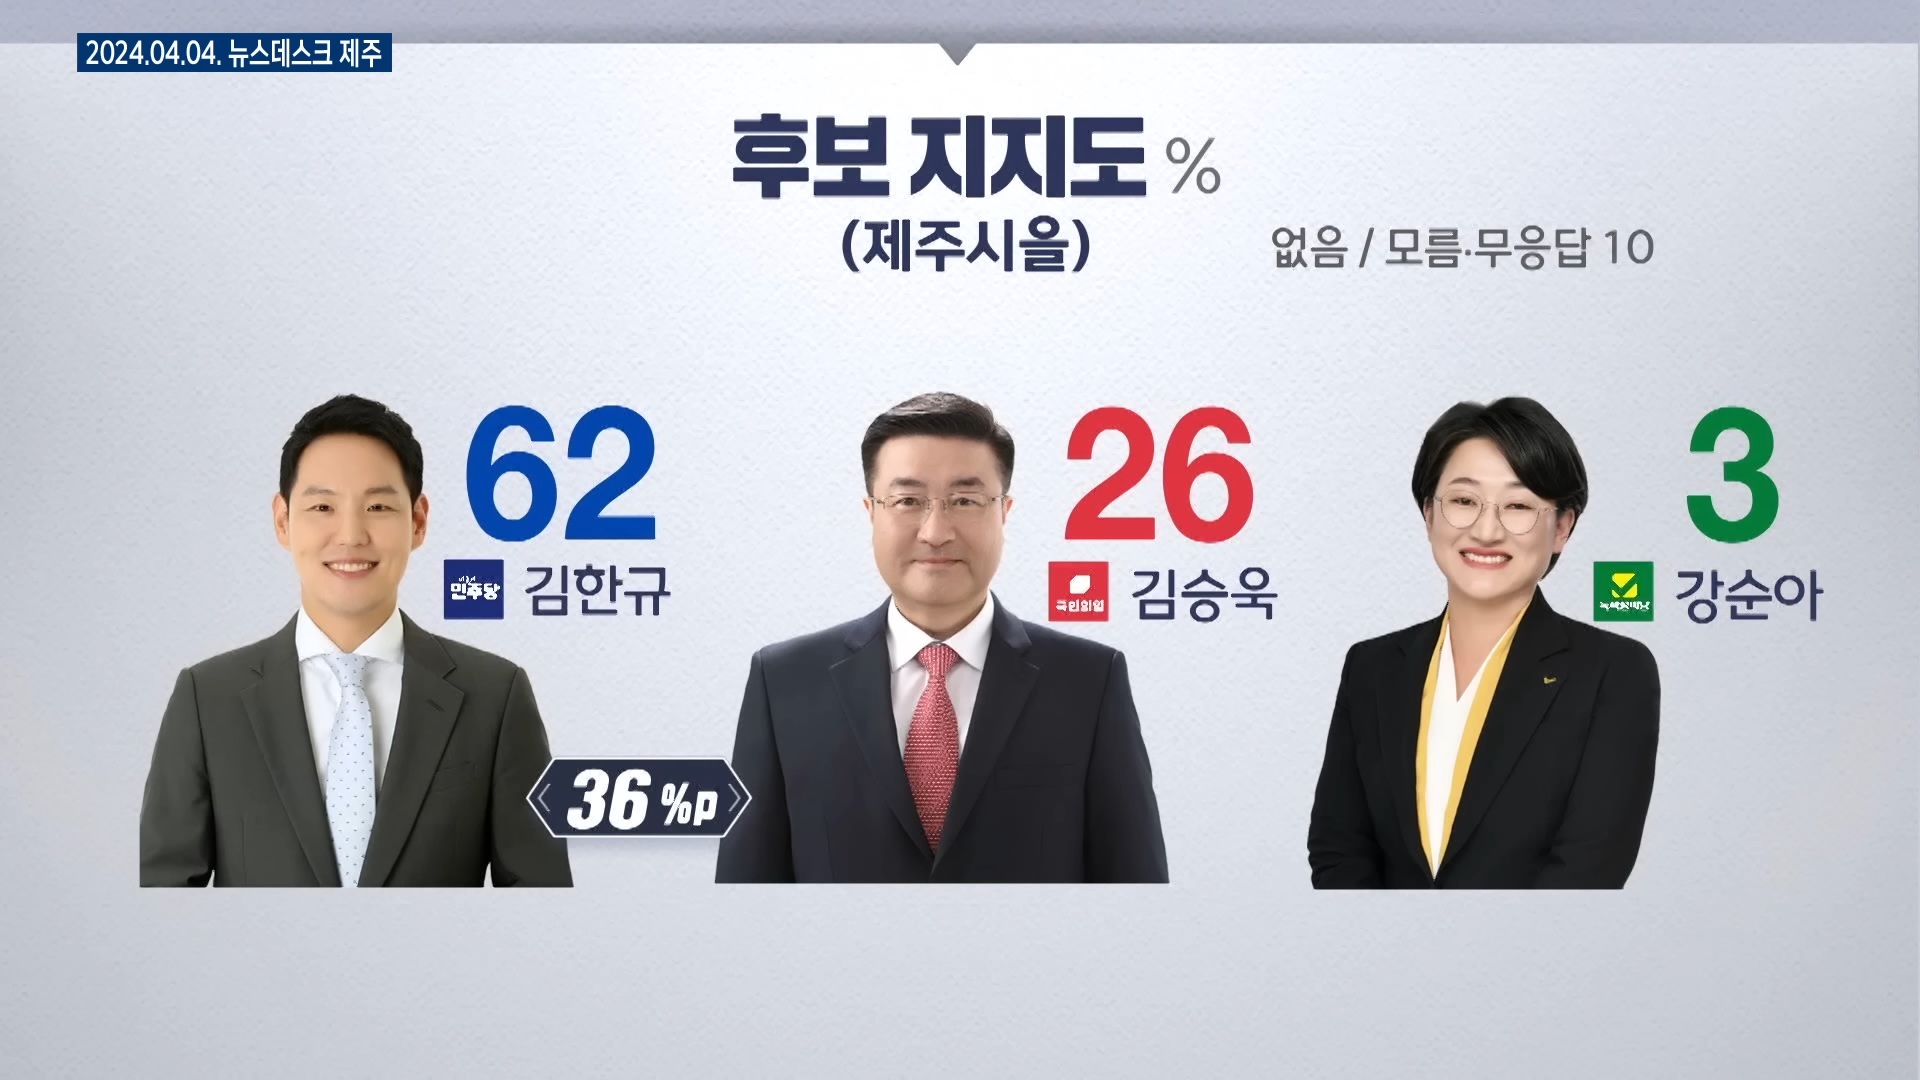 2024.04.04. 뉴스데스크 제주
후보 지지도 %
(제주시을)
없음 / 모름·무응답 10
62
민주당 김한규
26
국민의힘 김승욱
3
강순아
36 %p